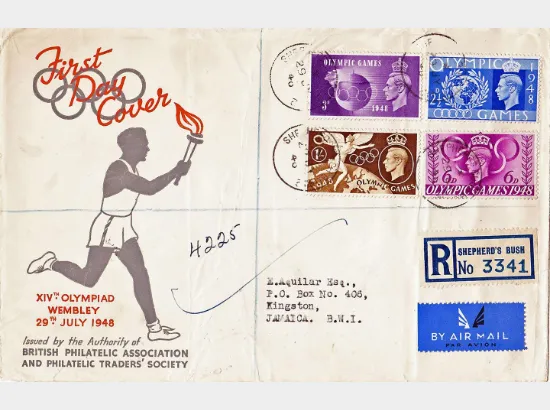 First
Day
Cover
XIVTH OLYMPIAD
WEMBLEY
29TH JULY 1948
Issued by the Authority of
BRITISH PHILATELIC ASSOCIATION
AND PHILATELIC TRADERS' SOCIETY
4225
OLYMPIC GAMES
3D
1948
OLYMPIC
2½D
1948
GAMES
1/-
1948
OLYMPIC GAMES
6D
6D
OLYMPIC GAMES 1948
R
SHEPHERD'S BUSH
No 3341
M.Aquilar Esq.,
P.O. Box No. 406,
Kingston,
JAMAICA. B.W.I.
BY AIR MAIL
PAR AVION